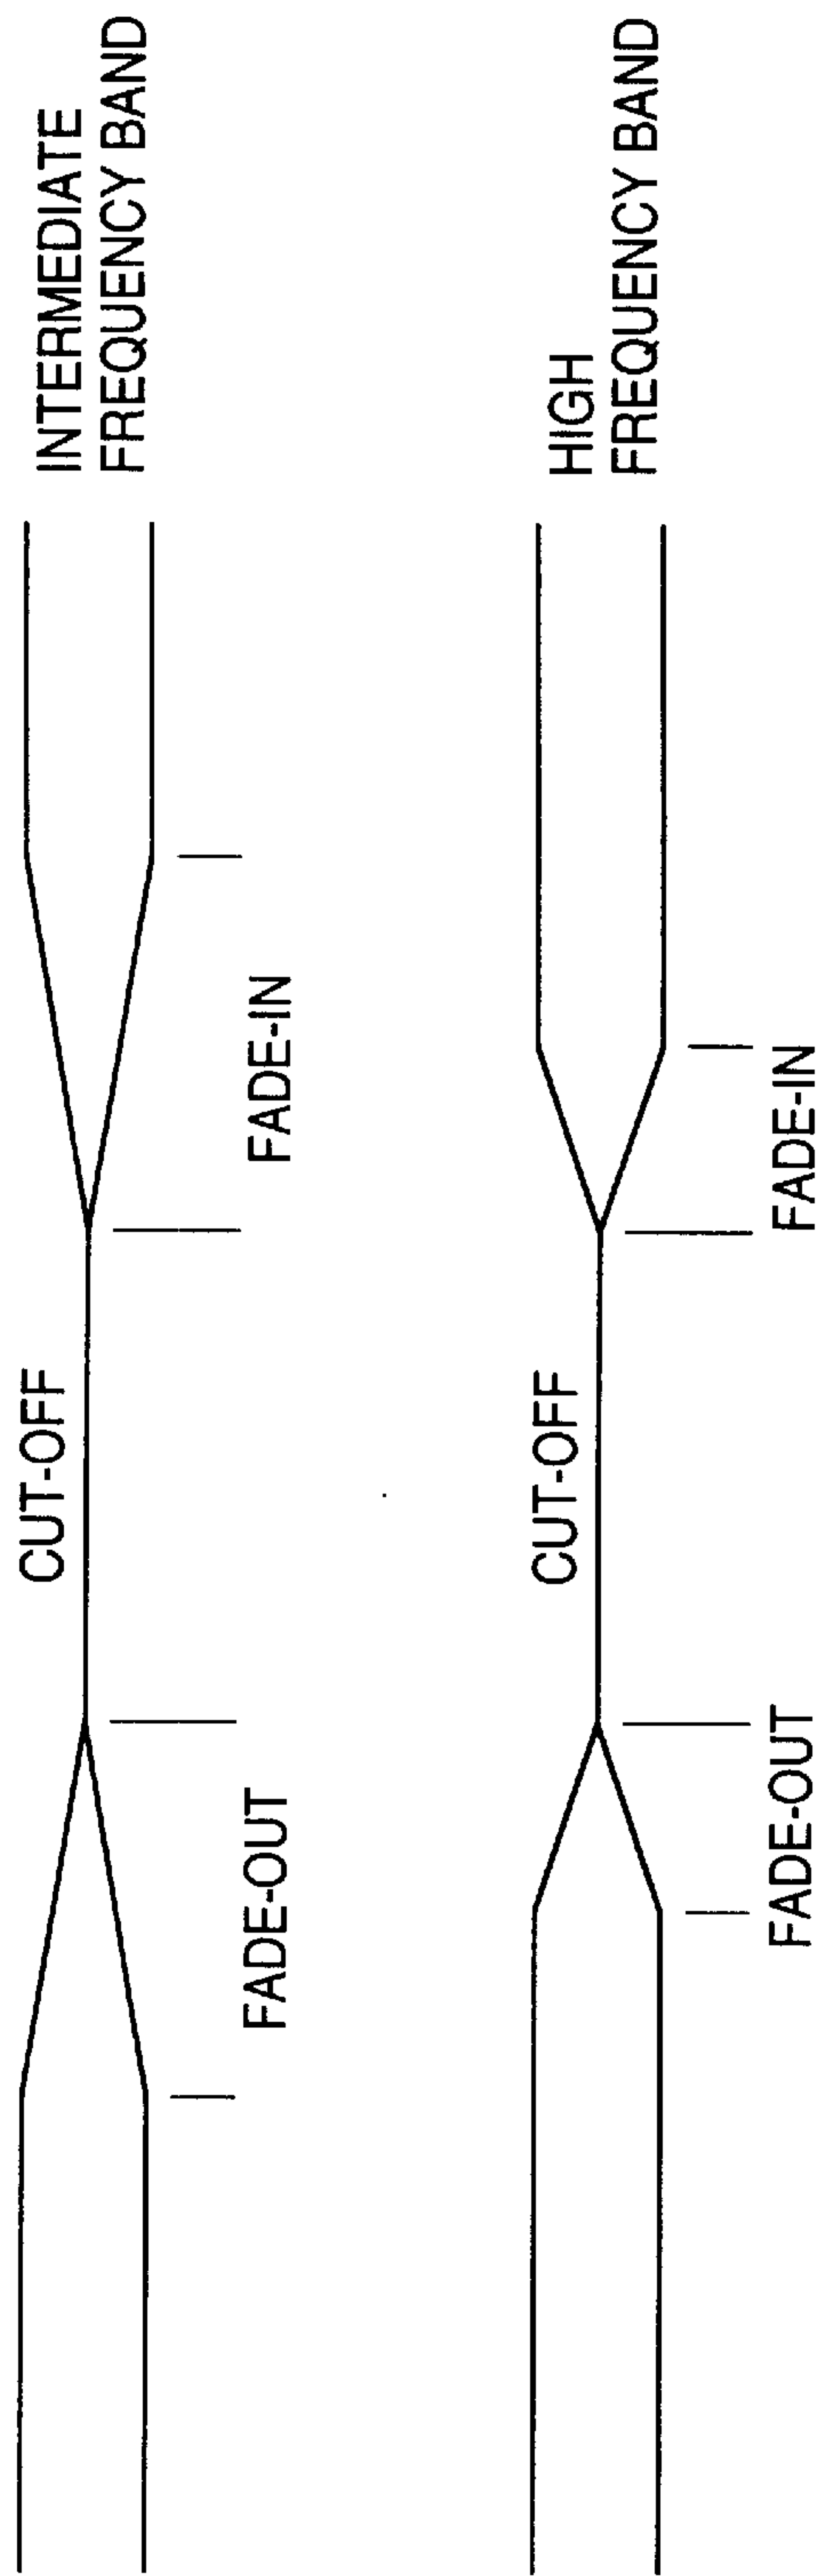 CUT-OFF
INTERMEDIATE
FREQUENCY BAND
FADE-OUT
FADE-IN
CUT-OFF
HIGH
FREQUENCY BAND
FADE-OUT
FADE-IN